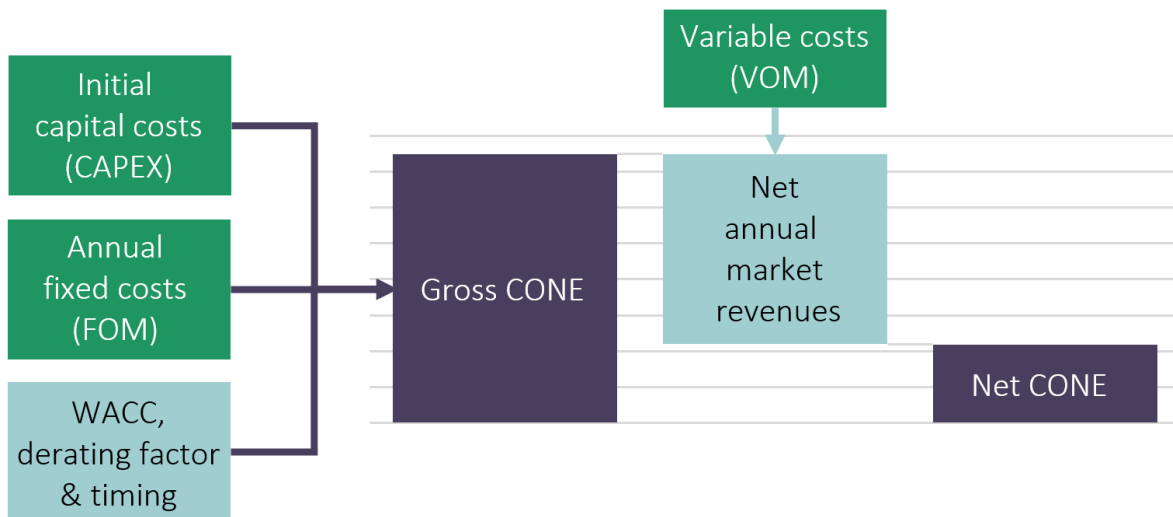 Initial
capital costs
(CAPEX)
Annual
fixed costs
(FOM)
WACC,
derating factor
& timing
Gross CONE
Variable costs
(VOM)
Net
annual
market
revenues
Net CONE